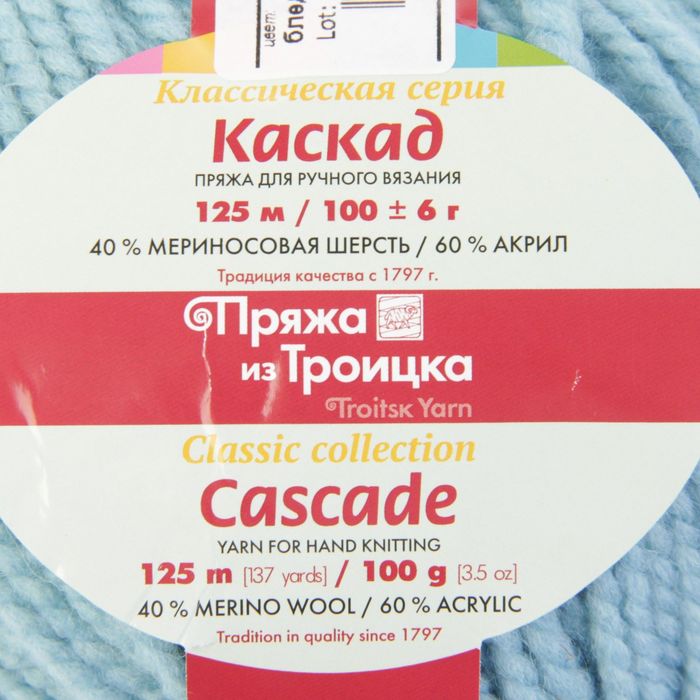 цвет:
Lot:
Классическая серия
Каскад
ПРЯЖА ДЛЯ РУЧНОГО ВЯЗАНИЯ
125 м / 100 ± 6 г
40 % МЕРИНОСОВАЯ ШЕРСТЬ / 60 % АКРИЛ
Традиция качества с 1797 г.
Пряжа
из Троицка
Troitsk Yarn
Classic collection
Cascade
YARN FOR HAND KNITTING
125 m [137 yards] / 100 g [3.5 oz]
40 % MERINO WOOL / 60 % ACRYLIC
Tradition in quality since 1797